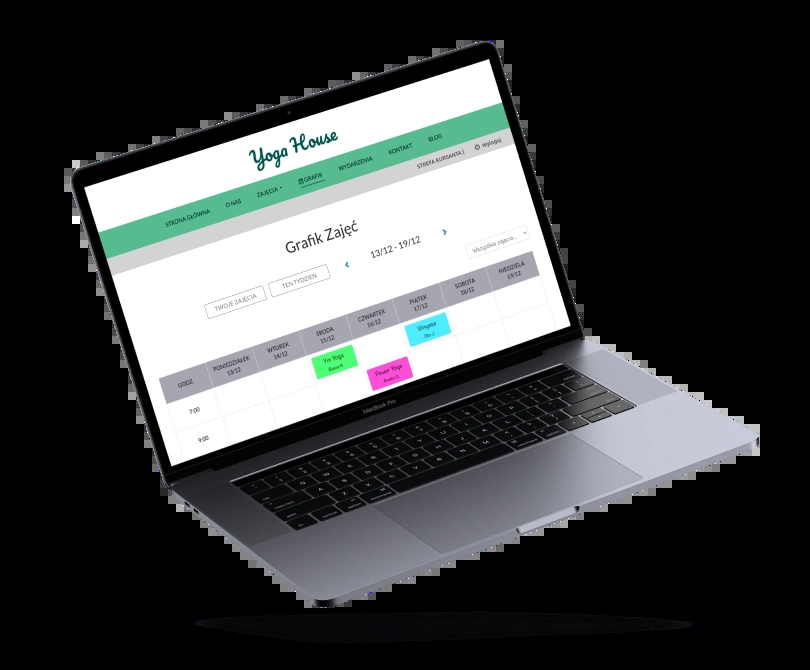 Yoga House
STRONA GŁÓWNA O NAS ZAJĘCIA GRAFIK WYDARZENIA KONTAKT BLOG
STREFA KURSANTA | wyloguj
Grafik Zajęć
TWOJE ZAJĘCIA TEN TYDZIEŃ 13/12 - 19/12 Wszystkie zajęcia...
GODZ. PONIEDZIAŁEK 13/12 WTOREK 14/12 ŚRODA 15/12 CZWARTEK 16/12 PIĄTEK 17/12 SOBOTA 18/12 NIEDZIELA 19/12
7:00 Yin Yoga Vinyasa
Ola J.
9:00 Power Yoga
MacBook Pro